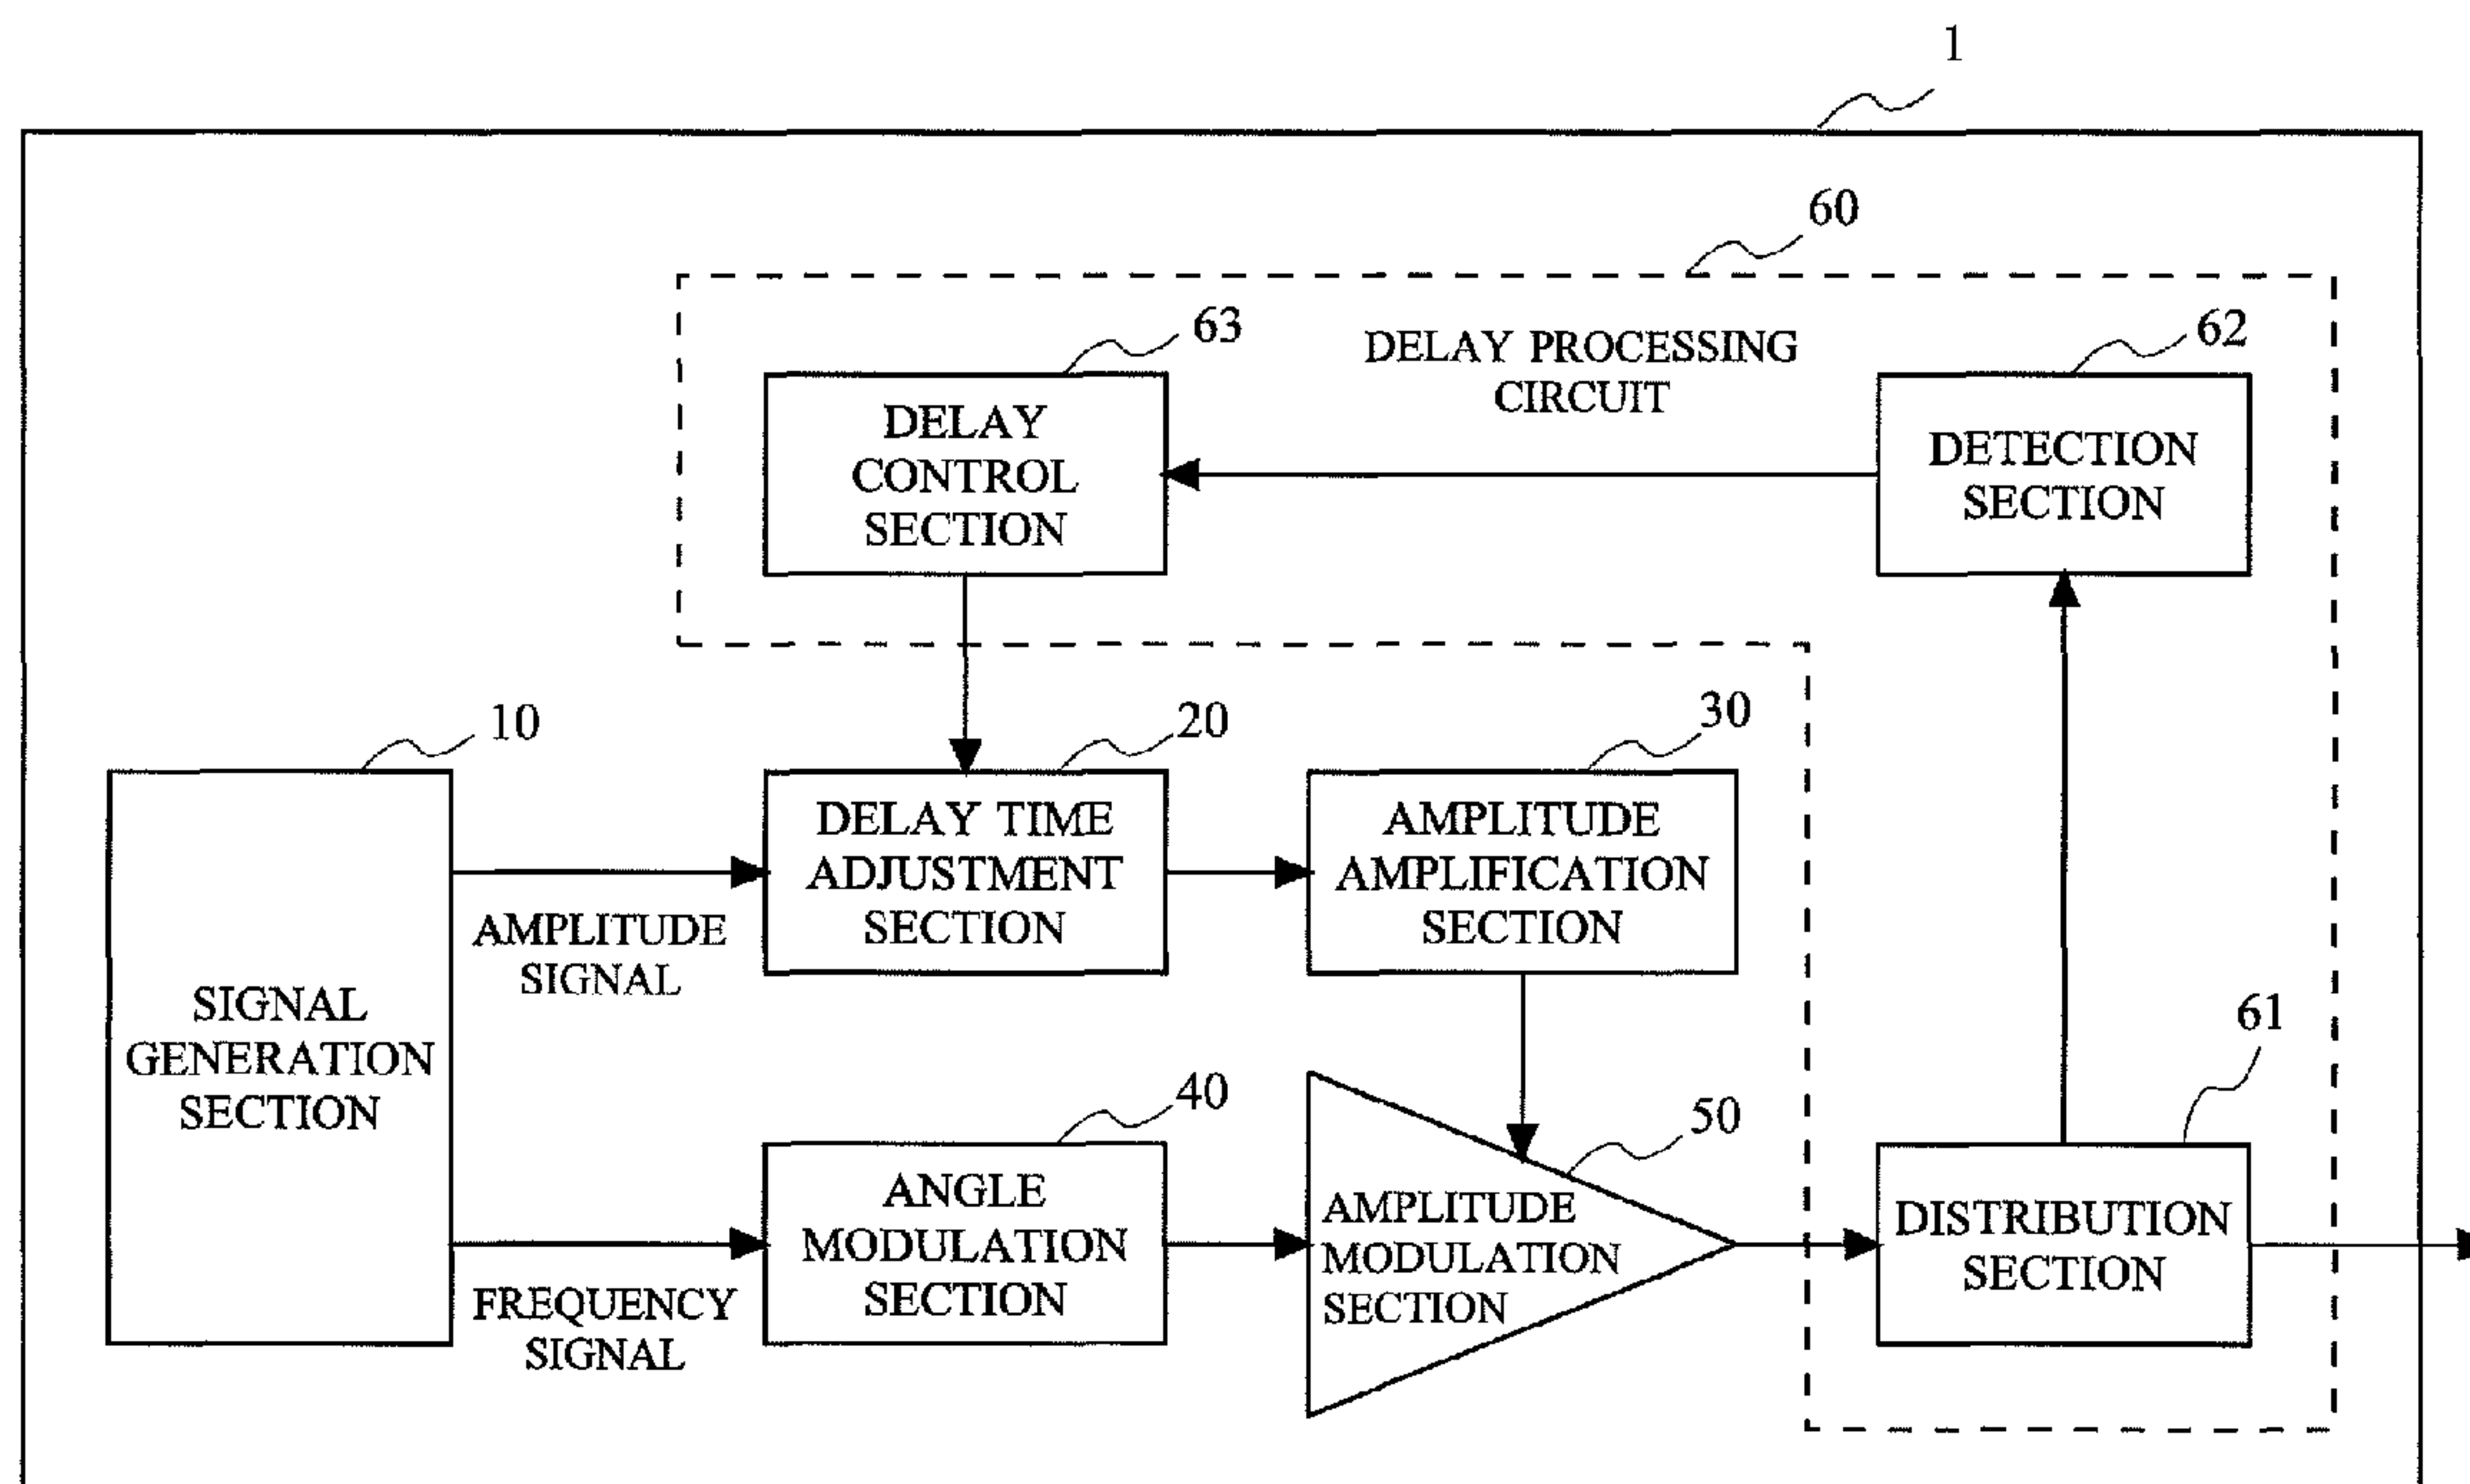 1
60
63
DELAY PROCESSING
CIRCUIT
62
DELAY
CONTROL
SECTION
DETECTION
SECTION
10
20
30
DELAY TIME
ADJUSTMENT
SECTION
AMPLITUDE
AMPLIFICATION
SECTION
AMPLITUDE
SIGNAL
SIGNAL
GENERATION
SECTION
61
40
50
ANGLE
MODULATION
SECTION
AMPLITUDE
MODULATION
SECTION
DISTRIBUTION
SECTION
FREQUENCY
SIGNAL